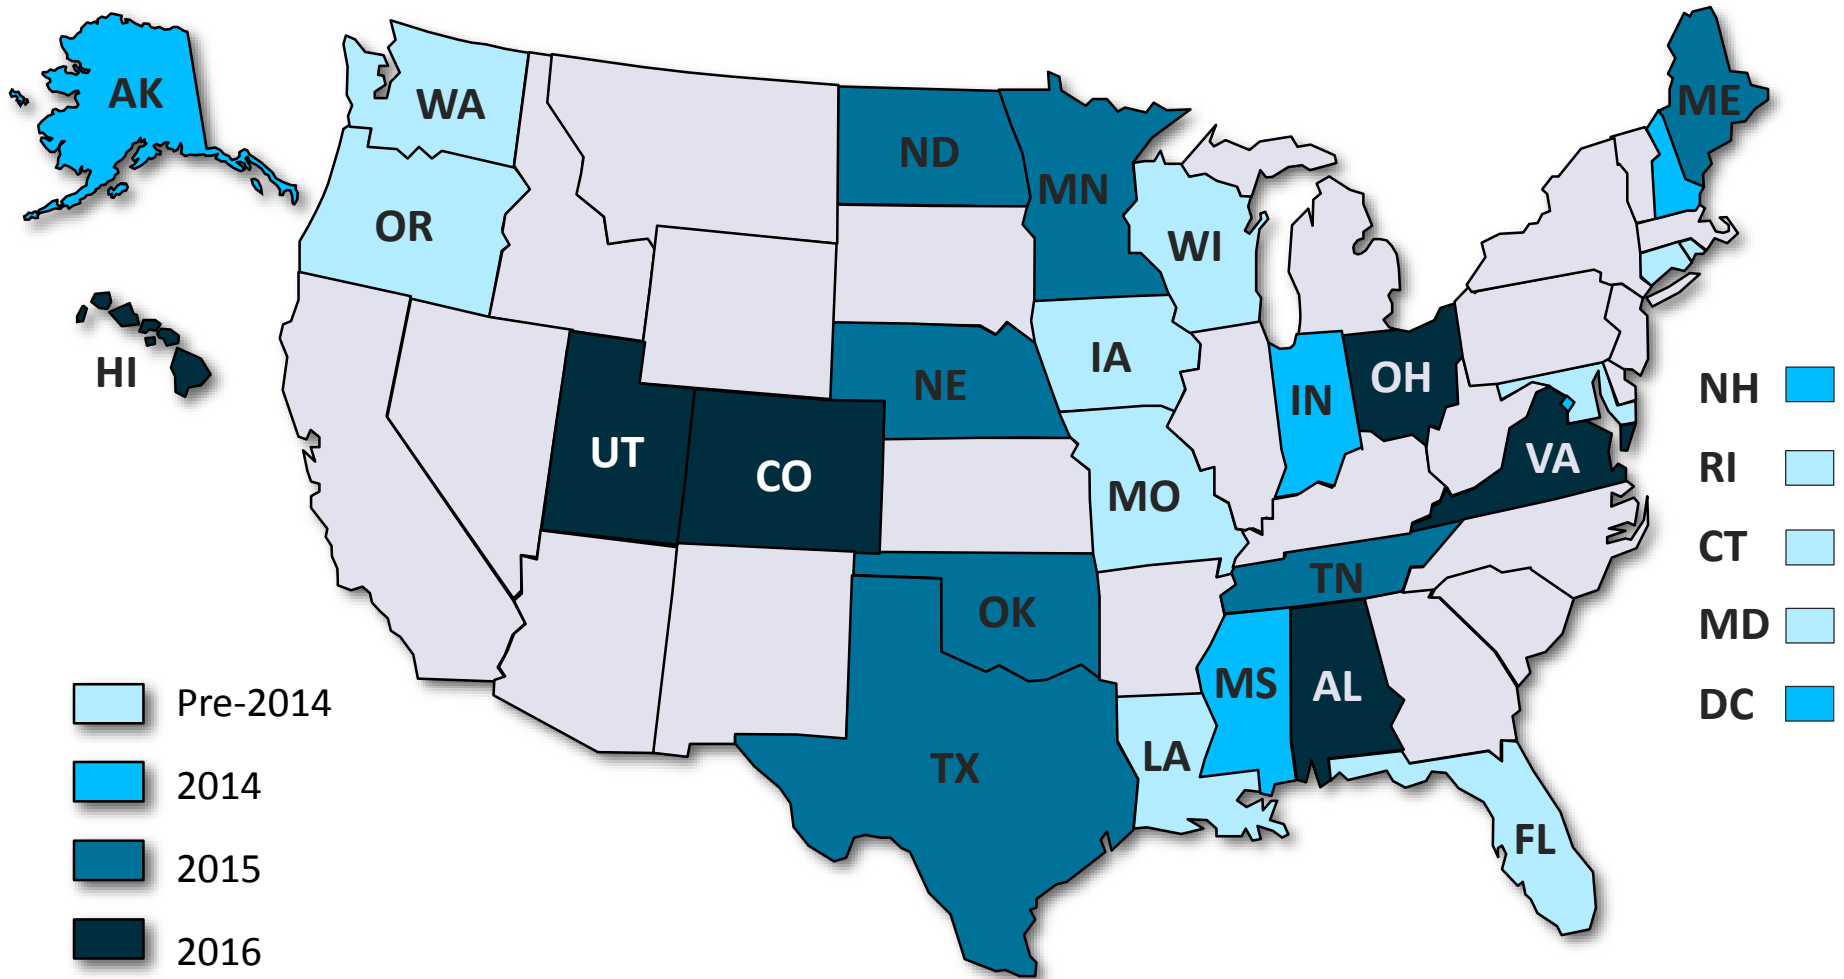 AK
WA
ME
ND
MN
OR
WI
HI
IA
NE
OH
IN
NH
UT
CO
VA
RI
MO
CT
TN
OK
MD
MS
AL
DC
Pre-2014
LA
TX
2014
FL
2015
2016